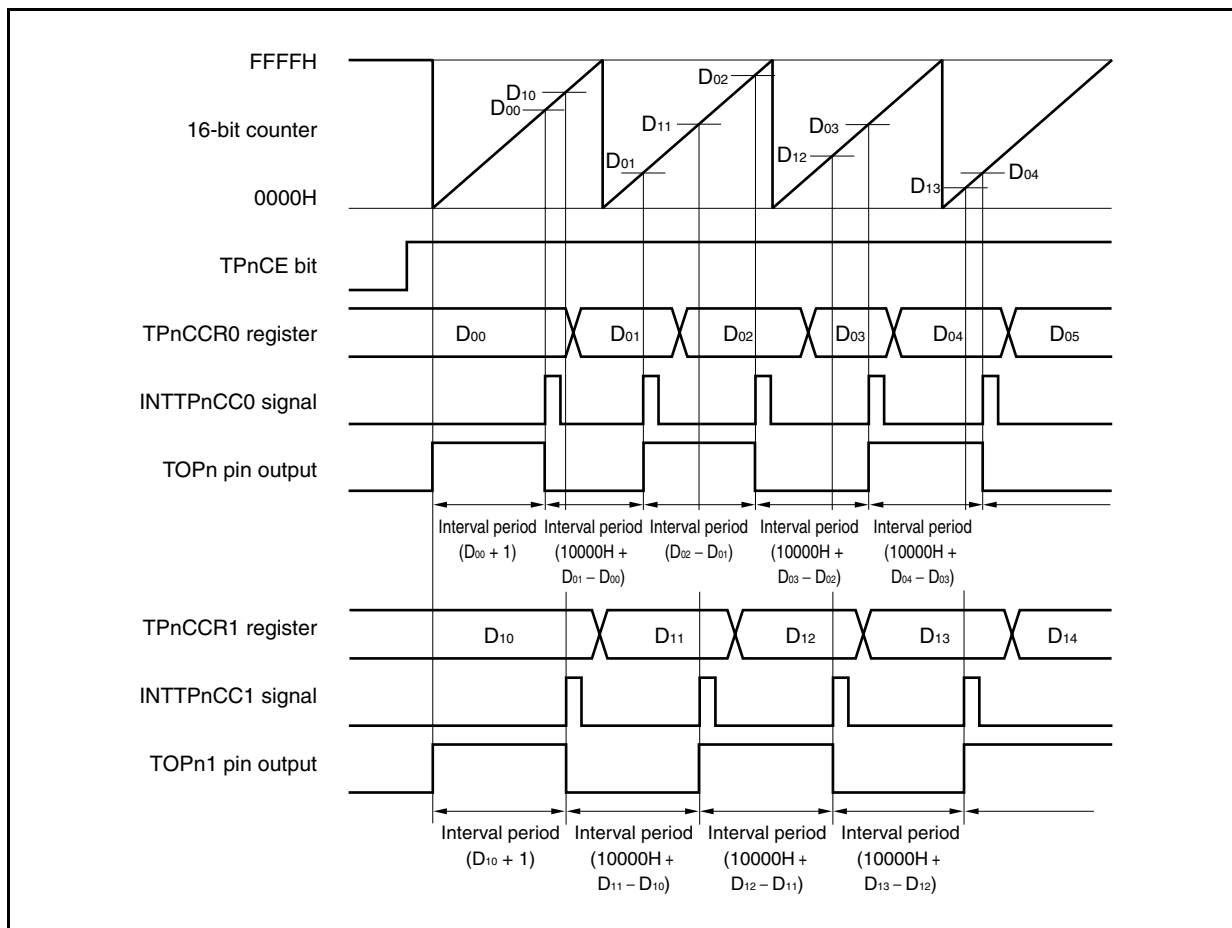 FFFFH
16-bit counter
0000H
D10
D00
D01
D11
D02
D12
D03
D13
D04
TPnCE bit
TPnCCR0 register
D00
D01
D02
D03
D04
D05
INTTPnCC0 signal
TOPn pin output
Interval period
(D00 + 1)
Interval period
(10000H +
D01 – D00)
Interval period
(D02 – D01)
Interval period
(10000H +
D03 – D02)
Interval period
(10000H +
D04 – D03)
TPnCCR1 register
D10
D11
D12
D13
D14
INTTPnCC1 signal
TOPn1 pin output
Interval period
(D10 + 1)
Interval period
(10000H +
D11 – D10)
Interval period
(10000H +
D12 – D11)
Interval period
(10000H +
D13 – D12)